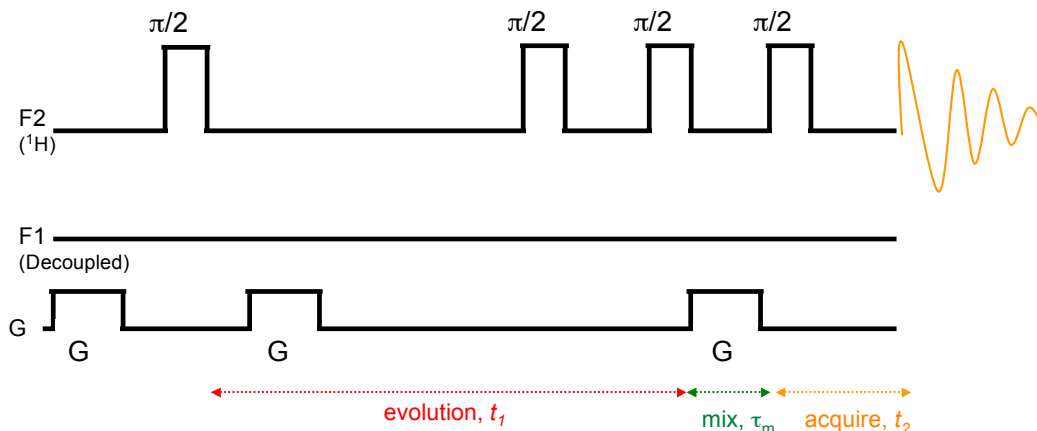 π/2 π/2 π/2 π/2
F2
(¹H)
F1
(Decoupled)
G
G G G
evolution, t₁ mix, τₘ acquire, t₂